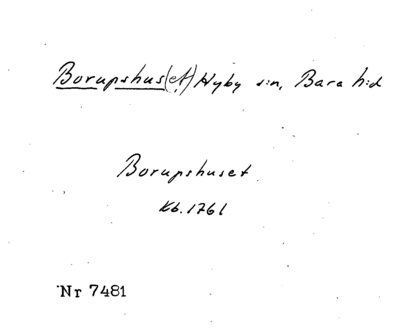 Borupshus(et) Hyby s:n, Bara h:d
Borupshuset
Kb. 1761
Nr 7481